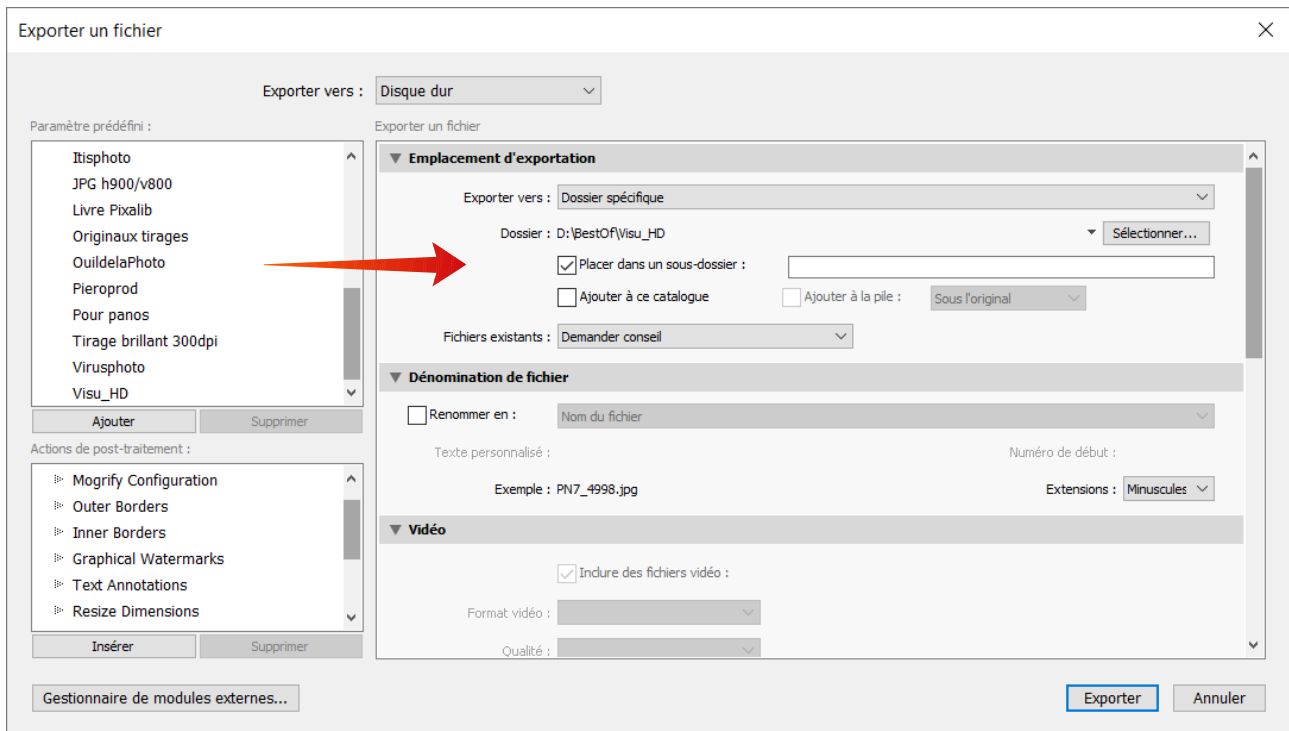 Exporter un fichier
Exporter vers : Disque dur
Paramètre prédéfini :
Itisphoto
JPG h900/v800
Livre Pixalib
Originaux tirages
OuildelaPhoto
Pieroprod
Pour panos
Tirage brillant 300dpi
Virusphoto
Visu_HD
Ajouter Supprimer
Actions de post-traitement :
Mogrify Configuration
Outer Borders
Inner Borders
Graphical Watermarks
Text Annotations
Resize Dimensions
Insérer Supprimer
Exporter un fichier
Emplacement d'exportation
Exporter vers : Dossier spécifique
Dossier : D:\BestOf\Visu_HD Sélectionner...
Placer dans un sous-dossier :
Ajouter à ce catalogue Ajouter à la pile : Sous l'original
Fichiers existants : Demander conseil
Dénomination de fichier
Renommer en : Nom du fichier
Texte personnalisé : Numéro de début :
Exemple : PN7_4998.jpg Extensions : Minuscules
Vidéo
Inclure des fichiers vidéo :
Format vidéo :
Qualité :
Gestionnaire de modules externes... Exporter Annuler